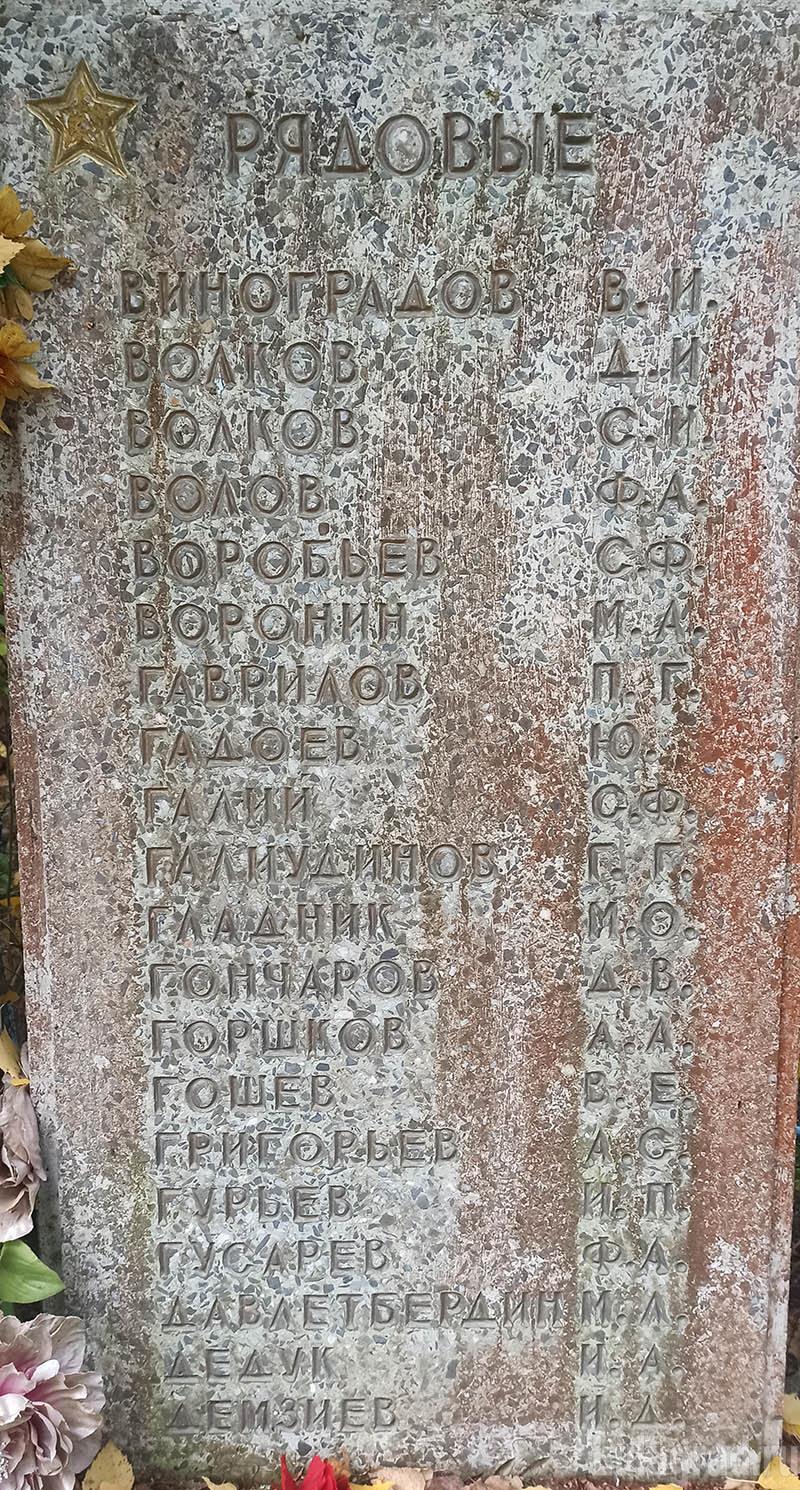 РЯДОВЫЕ
ВИНОГРАДОВ В. И.
ВОЛКОВ Д. И
ВОЛКОВ С. И.
ВОЛОВ Ф. А.
ВОРОБЬЕВ С.Ф.
ВОРОНИН М. А.
ГАВРИЛОВ П. Г.
ГАДОЕВ Ю.
ГАЛИЙ С.Ф.
ГАЛИУДИНОВ Г. Г.
ГЛАДНИК М.О.
ГОНЧАРОВ Д. В.
ГОРШКОВ А. А.
ГОШЕВ В. Е.
ГРИГОРЬЕВ А. С.
ГУРЬЕВ И. П.
ГУСАРЕВ Ф.А.
ДАВЛЕТБЕРДИН М. Л.
ДЕДУК И. А.
ДЕМЗИЕВ И. Д.